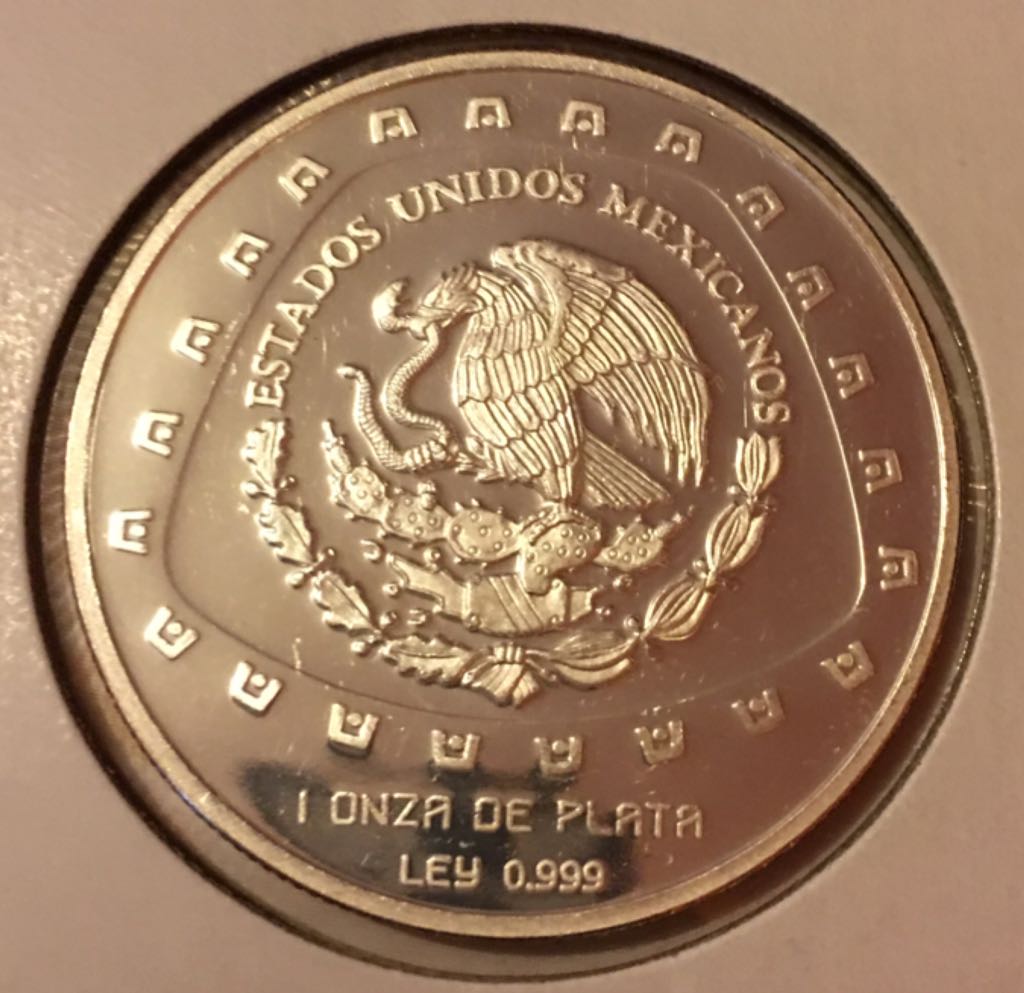 ESTADOS UNIDOS MEXICANOS
1 ONZA DE PLATA
LEY 0.999